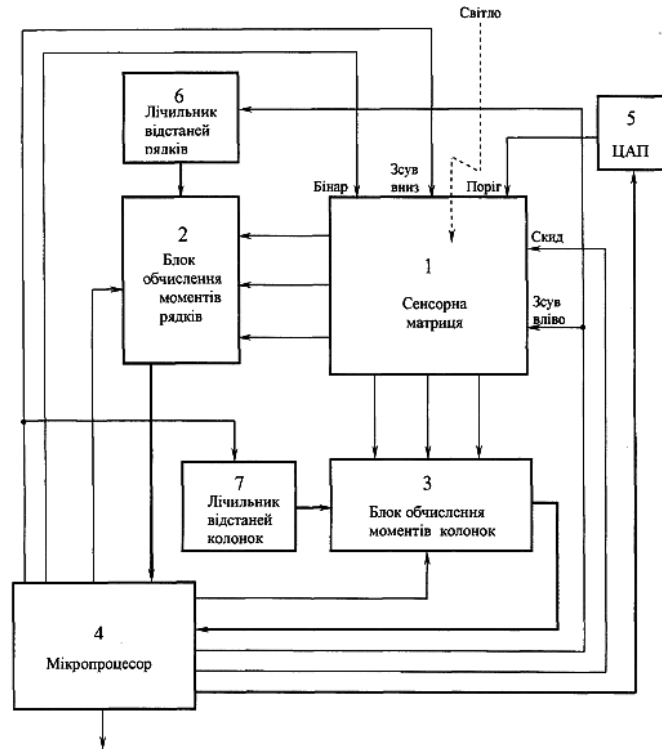 Світло
6
Лічильник
відстаней
рядків
5
ЦАП
Бінар
Зсув
вниз
Поріг
2
Блок
обчислення
моментів
рядків
1
Сенсорна
матриця
Скид
Зсув
вліво
7
Лічильник
відстаней
колонок
3
Блок обчислення
моментів колонок
4
Мікропроцесор